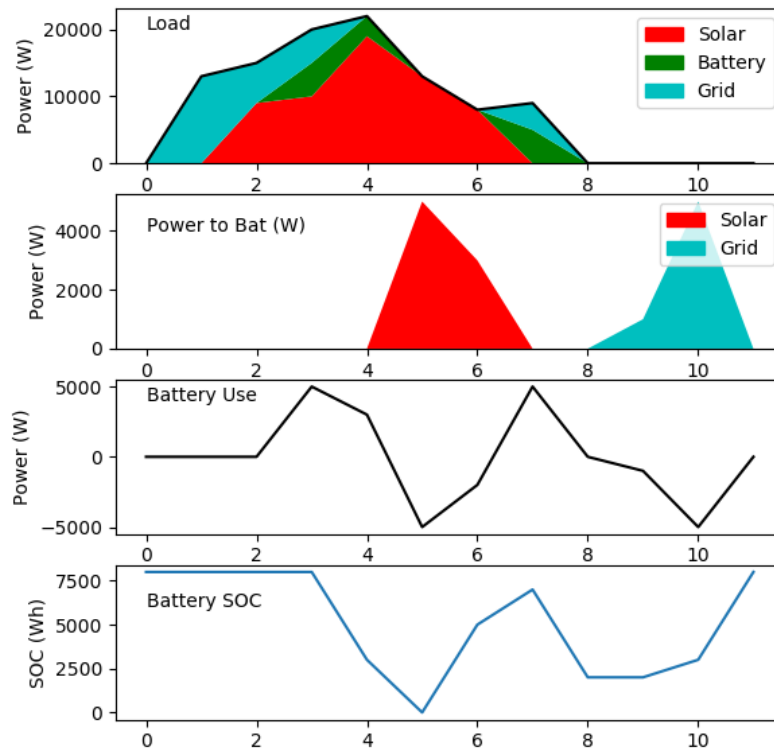 Load
Power (W)
20000
10000
0
Solar
Battery
Grid
0 2 4 6 8 10
Power to Bat (W)
Power (W)
4000
2000
0
Solar
Grid
0 2 4 6 8 10
Battery Use
Power (W)
5000
0
−5000
0 2 4 6 8 10
Battery SOC
SOC (Wh)
7500
5000
2500
0
0 2 4 6 8 10